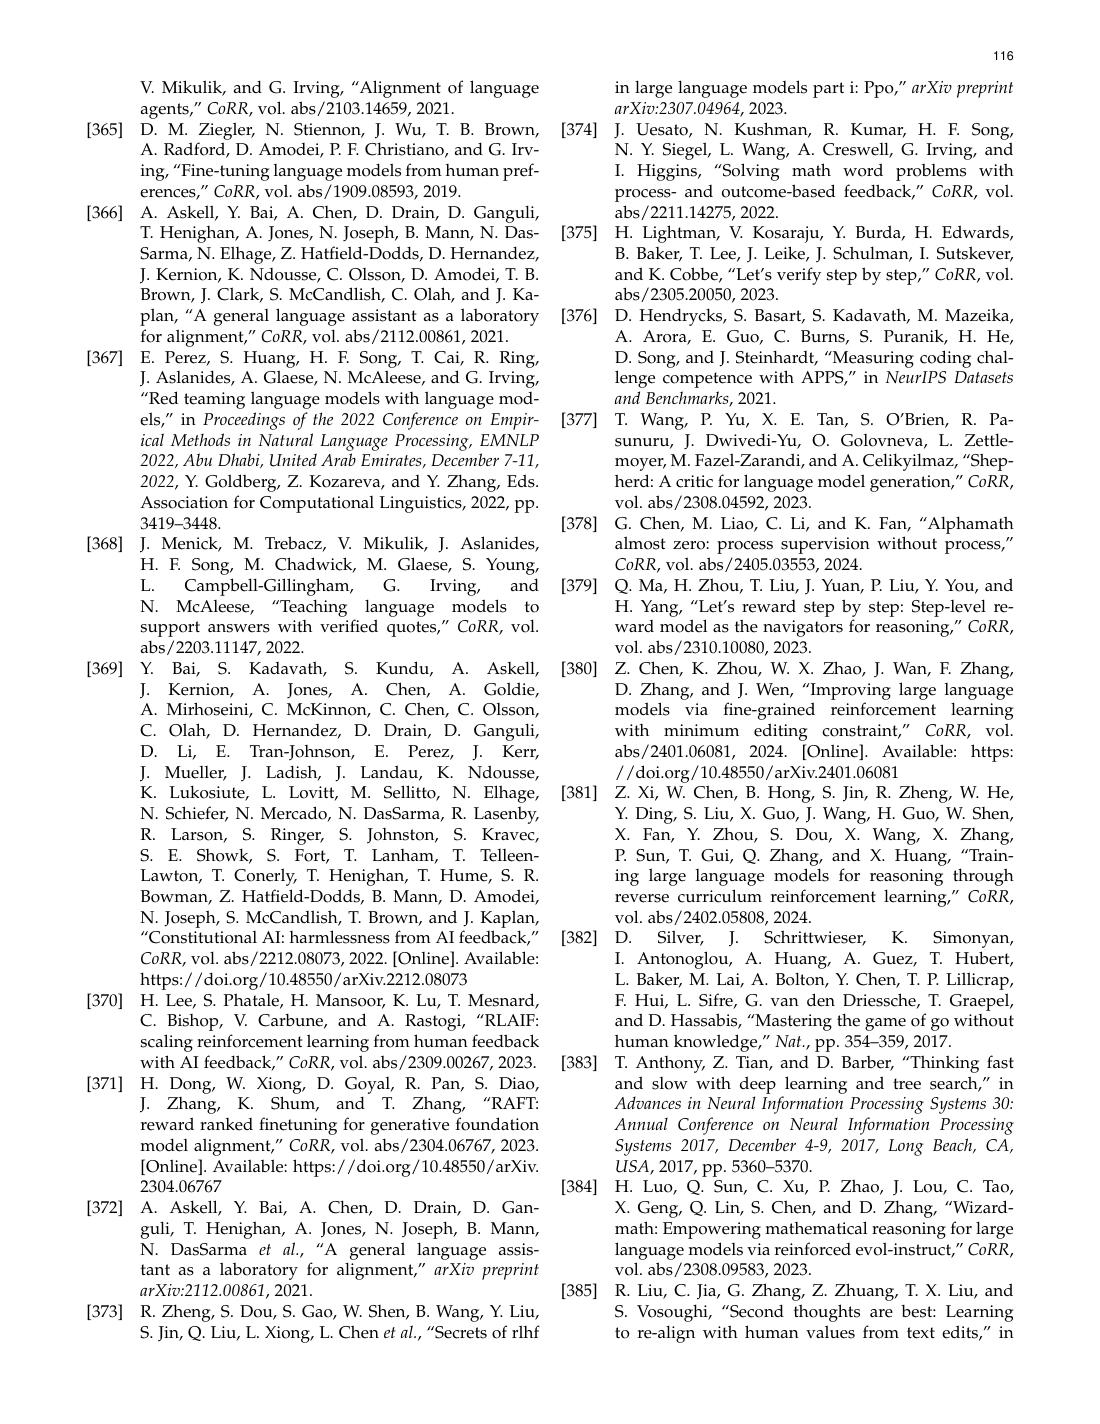 116
V. Mikulik, and G. Irving, “Alignment of language
agents,” CoRR, vol. abs/2103.14659, 2021.
[365] D. M. Ziegler, N. Stiennon, J. Wu, T. B. Brown,
A. Radford, D. Amodei, P. F. Christiano, and G. Irv-
ing, “Fine-tuning language models from human pref-
erences,” CoRR, vol. abs/1909.08593, 2019.
[366] A. Askell, Y. Bai, A. Chen, D. Drain, D. Ganguli,
T. Henighan, A. Jones, N. Joseph, B. Mann, N. Das-
Sarma, N. Elhage, Z. Hatfield-Dodds, D. Hernandez,
J. Kernion, K. Ndousse, C. Olsson, D. Amodei, T. B.
Brown, J. Clark, S. McCandlish, C. Olah, and J. Ka-
plan, “A general language assistant as a laboratory
for alignment,” CoRR, vol. abs/2112.00861, 2021.
[367] E. Perez, S. Huang, H. F. Song, T. Cai, R. Ring,
J. Aslanides, A. Glaese, N. McAleese, and G. Irving,
“Red teaming language models with language mod-
els,” in Proceedings of the 2022 Conference on Empir-
ical Methods in Natural Language Processing, EMNLP
2022, Abu Dhabi, United Arab Emirates, December 7-11,
2022, Y. Goldberg, Z. Kozareva, and Y. Zhang, Eds.
Association for Computational Linguistics, 2022, pp.
3419–3448.
[368] J. Menick, M. Trebacz, V. Mikulik, J. Aslanides,
H. F. Song, M. Chadwick, M. Glaese, S. Young,
L. Campbell-Gillingham, G. Irving, and
N. McAleese, “Teaching language models to
support answers with verified quotes,” CoRR, vol.
abs/2203.11147, 2022.
[369] Y. Bai, S. Kadavath, S. Kundu, A. Askell,
J. Kernion, A. Jones, A. Chen, A. Goldie,
A. Mirhoseini, C. McKinnon, C. Chen, C. Olsson,
C. Olah, D. Hernandez, D. Drain, D. Ganguli,
D. Li, E. Tran-Johnson, E. Perez, J. Kerr,
J. Mueller, J. Ladish, J. Landau, K. Ndousse,
K. Lukosiute, L. Lovitt, M. Sellitto, N. Elhage,
N. Schiefer, N. Mercado, N. DasSarma, R. Lasenby,
R. Larson, S. Ringer, S. Johnston, S. Kravec,
S. E. Showk, S. Fort, T. Lanham, T. Telleen-
Lawton, T. Conerly, T. Henighan, T. Hume, S. R.
Bowman, Z. Hatfield-Dodds, B. Mann, D. Amodei,
N. Joseph, S. McCandlish, T. Brown, and J. Kaplan,
“Constitutional AI: harmlessness from AI feedback,”
CoRR, vol. abs/2212.08073, 2022. [Online]. Available:
https://doi.org/10.48550/arXiv.2212.08073
[370] H. Lee, S. Phatale, H. Mansoor, K. Lu, T. Mesnard,
C. Bishop, V. Carbune, and A. Rastogi, “RLAIF:
scaling reinforcement learning from human feedback
with AI feedback,” CoRR, vol. abs/2309.00267, 2023.
[371] H. Dong, W. Xiong, D. Goyal, R. Pan, S. Diao,
J. Zhang, K. Shum, and T. Zhang, “RAFT:
reward ranked finetuning for generative foundation
model alignment,” CoRR, vol. abs/2304.06767, 2023.
[Online]. Available: https://doi.org/10.48550/arXiv.
2304.06767
[372] A. Askell, Y. Bai, A. Chen, D. Drain, D. Gan-
guli, T. Henighan, A. Jones, N. Joseph, B. Mann,
N. DasSarma et al., “A general language assis-
tant as a laboratory for alignment,” arXiv preprint
arXiv:2112.00861, 2021.
[373] R. Zheng, S. Dou, S. Gao, W. Shen, B. Wang, Y. Liu,
S. Jin, Q. Liu, L. Xiong, L. Chen et al., “Secrets of rlhf
in large language models part i: Ppo,” arXiv preprint
arXiv:2307.04964, 2023.
[374] J. Uesato, N. Kushman, R. Kumar, H. F. Song,
N. Y. Siegel, L. Wang, A. Creswell, G. Irving, and
I. Higgins, “Solving math word problems with
process- and outcome-based feedback,” CoRR, vol.
abs/2211.14275, 2022.
[375] H. Lightman, V. Kosaraju, Y. Burda, H. Edwards,
B. Baker, T. Lee, J. Leike, J. Schulman, I. Sutskever,
and K. Cobbe, “Let’s verify step by step,” CoRR, vol.
abs/2305.20050, 2023.
[376] D. Hendrycks, S. Basart, S. Kadavath, M. Mazeika,
A. Arora, E. Guo, C. Burns, S. Puranik, H. He,
D. Song, and J. Steinhardt, “Measuring coding chal-
lenge competence with APPS,” in NeurIPS Datasets
and Benchmarks, 2021.
[377] T. Wang, P. Yu, X. E. Tan, S. O’Brien, R. Pa-
sunuru, J. Dwivedi-Yu, O. Golovneva, L. Zettle-
moyer, M. Fazel-Zarandi, and A. Celikyilmaz, “Shep-
herd: A critic for language model generation,” CoRR,
vol. abs/2308.04592, 2023.
[378] G. Chen, M. Liao, C. Li, and K. Fan, “Alphamath
almost zero: process supervision without process,”
CoRR, vol. abs/2405.03553, 2024.
[379] Q. Ma, H. Zhou, T. Liu, J. Yuan, P. Liu, Y. You, and
H. Yang, “Let’s reward step by step: Step-level re-
ward model as the navigators for reasoning,” CoRR,
vol. abs/2310.10080, 2023.
[380] Z. Chen, K. Zhou, W. X. Zhao, J. Wan, F. Zhang,
D. Zhang, and J. Wen, “Improving large language
models via fine-grained reinforcement learning
with minimum editing constraint,” CoRR, vol.
abs/2401.06081, 2024. [Online]. Available: https:
//doi.org/10.48550/arXiv.2401.06081
[381] Z. Xi, W. Chen, B. Hong, S. Jin, R. Zheng, W. He,
Y. Ding, S. Liu, X. Guo, J. Wang, H. Guo, W. Shen,
X. Fan, Y. Zhou, S. Dou, X. Wang, X. Zhang,
P. Sun, T. Gui, Q. Zhang, and X. Huang, “Train-
ing large language models for reasoning through
reverse curriculum reinforcement learning,” CoRR,
vol. abs/2402.05808, 2024.
[382] D. Silver, J. Schrittwieser, K. Simonyan,
I. Antonoglou, A. Huang, A. Guez, T. Hubert,
L. Baker, M. Lai, A. Bolton, Y. Chen, T. P. Lillicrap,
F. Hui, L. Sifre, G. van den Driessche, T. Graepel,
and D. Hassabis, “Mastering the game of go without
human knowledge,” Nat., pp. 354–359, 2017.
[383] T. Anthony, Z. Tian, and D. Barber, “Thinking fast
and slow with deep learning and tree search,” in
Advances in Neural Information Processing Systems 30:
Annual Conference on Neural Information Processing
Systems 2017, December 4-9, 2017, Long Beach, CA,
USA, 2017, pp. 5360–5370.
[384] H. Luo, Q. Sun, C. Xu, P. Zhao, J. Lou, C. Tao,
X. Geng, Q. Lin, S. Chen, and D. Zhang, “Wizard-
math: Empowering mathematical reasoning for large
language models via reinforced evol-instruct,” CoRR,
vol. abs/2308.09583, 2023.
[385] R. Liu, C. Jia, G. Zhang, Z. Zhuang, T. X. Liu, and
S. Vosoughi, “Second thoughts are best: Learning
to re-align with human values from text edits,” in